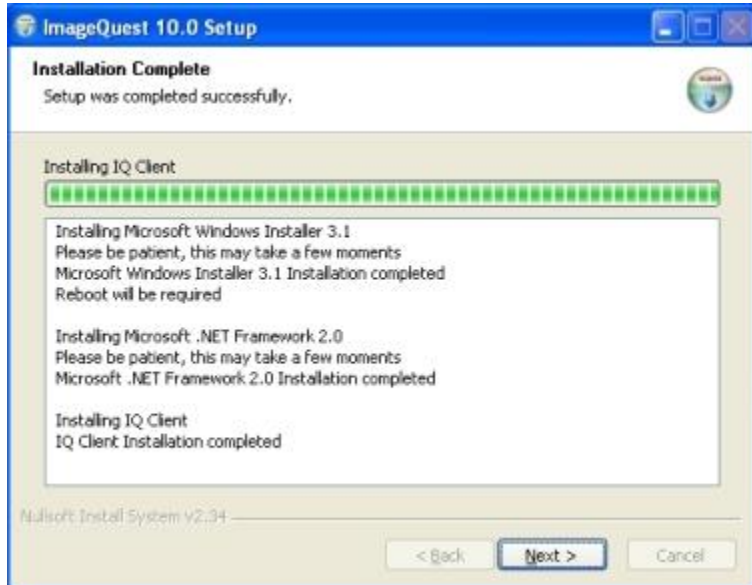 ImageQuest 10.0 Setup
Installation Complete
Setup was completed successfully.
Installing IQ Client
Installing Microsoft Windows Installer 3.1
Please be patient, this may take a few moments
Microsoft Windows Installer 3.1 Installation completed
Reboot will be required
Installing Microsoft .NET Framework 2.0
Please be patient, this may take a few moments
Microsoft .NET Framework 2.0 Installation completed
Installing IQ Client
IQ Client Installation completed
Nullsoft Install System v2.34
< Back
Next >
Cancel